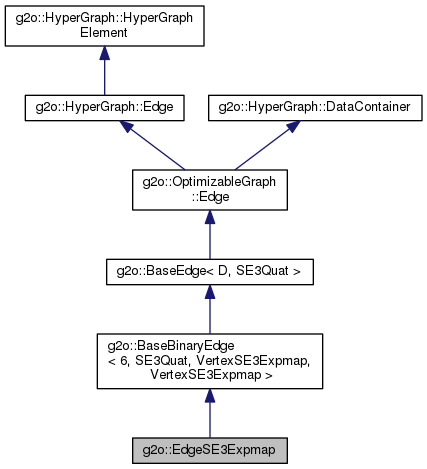 g2o::HyperGraph::HyperGraph
Element
g2o::HyperGraph::Edge
g2o::HyperGraph::DataContainer
g2o::OptimizableGraph
::Edge
g2o::BaseEdge< D, SE3Quat >
g2o::BaseBinaryEdge
< 6, SE3Quat, VertexSE3Expmap,
VertexSE3Expmap >
g2o::EdgeSE3Expmap